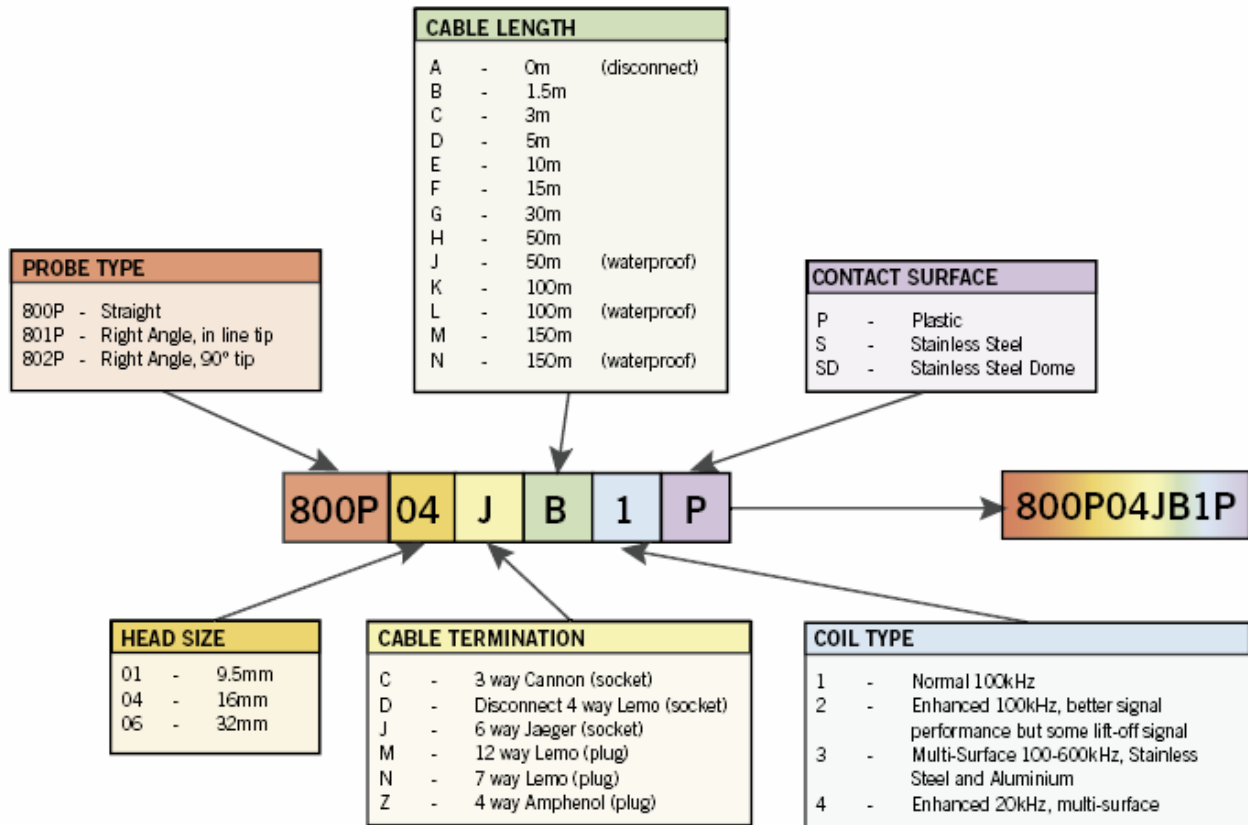 CABLE LENGTH
A - 0m (disconnect)
B - 1.5m
C - 3m
D - 5m
E - 10m
F - 15m
G - 30m
H - 50m
J - 50m (waterproof)
K - 100m
L - 100m (waterproof)
M - 150m
N - 150m (waterproof)
PROBE TYPE
800P - Straight
801P - Right Angle, in line tip
802P - Right Angle, 90° tip
CONTACT SURFACE
P - Plastic
S - Stainless Steel
SD - Stainless Steel Dome
800P 04 J B 1 P
800P04JB1P
HEAD SIZE
01 - 9.5mm
04 - 16mm
06 - 32mm
CABLE TERMINATION
C - 3 way Cannon (socket)
D - Disconnect 4 way Lemo (socket)
J - 6 way Jaeger (socket)
M - 12 way Lemo (plug)
N - 7 way Lemo (plug)
Z - 4 way Amphenol (plug)
COIL TYPE
1 - Normal 100kHz
2 - Enhanced 100kHz, better signal
performance but some lift-off signal
3 - Multi-Surface 100-600kHz, Stainless
Steel and Aluminium
4 - Enhanced 20kHz, multi-surface